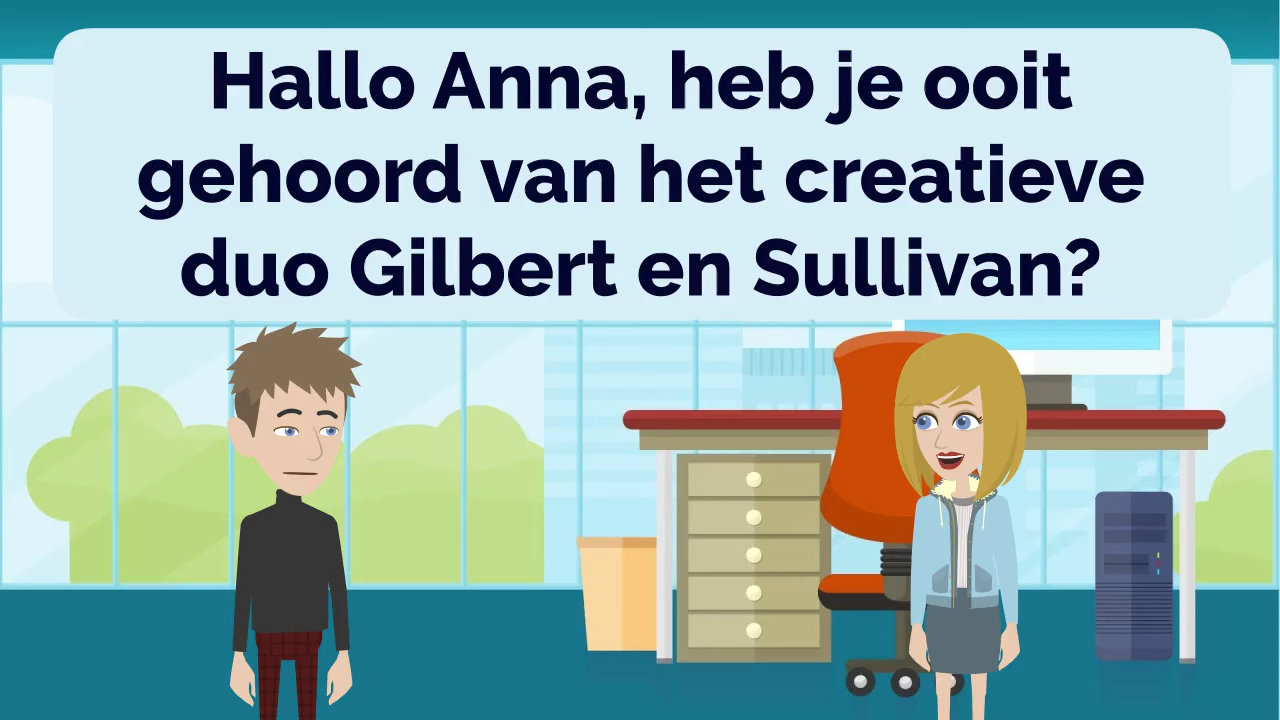 Hallo Anna, heb je ooit
gehoord van het creatieve
duo Gilbert en Sullivan?